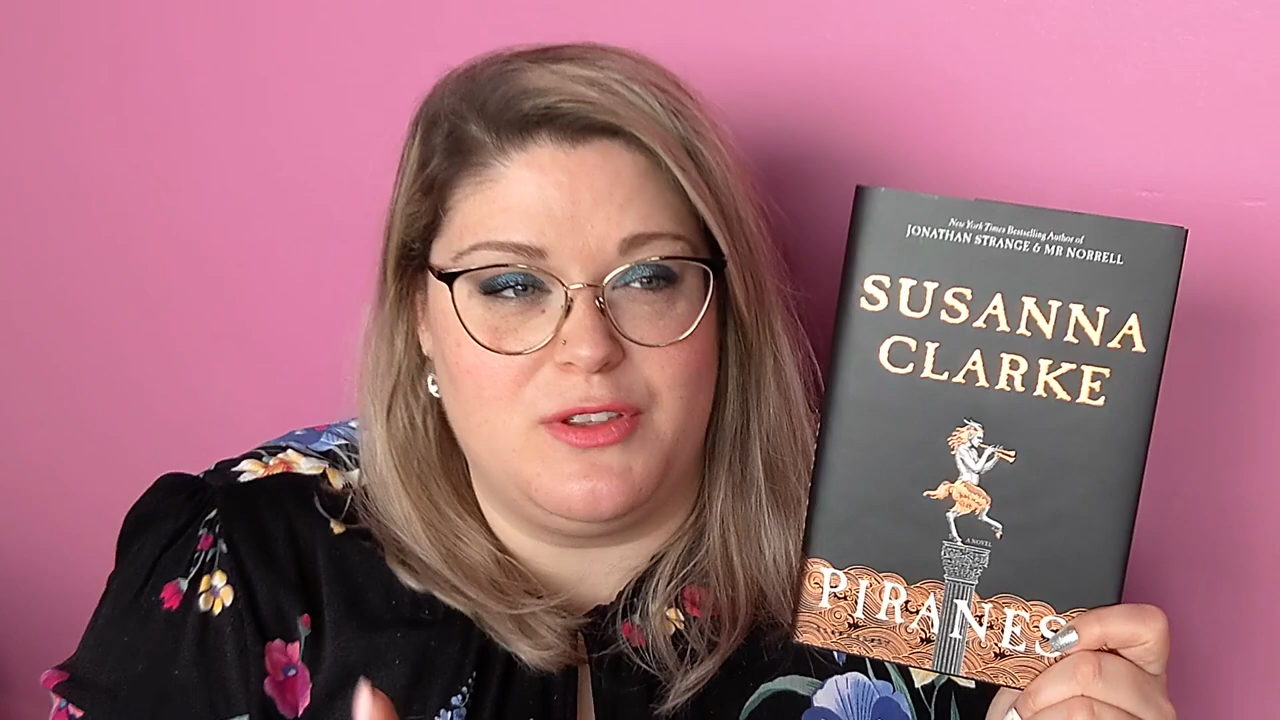 New York Times Bestselling Author of
JONATHAN STRANGE & MR NORRELL
SUSANNA
CLARKE
A NOVEL
PIRANES